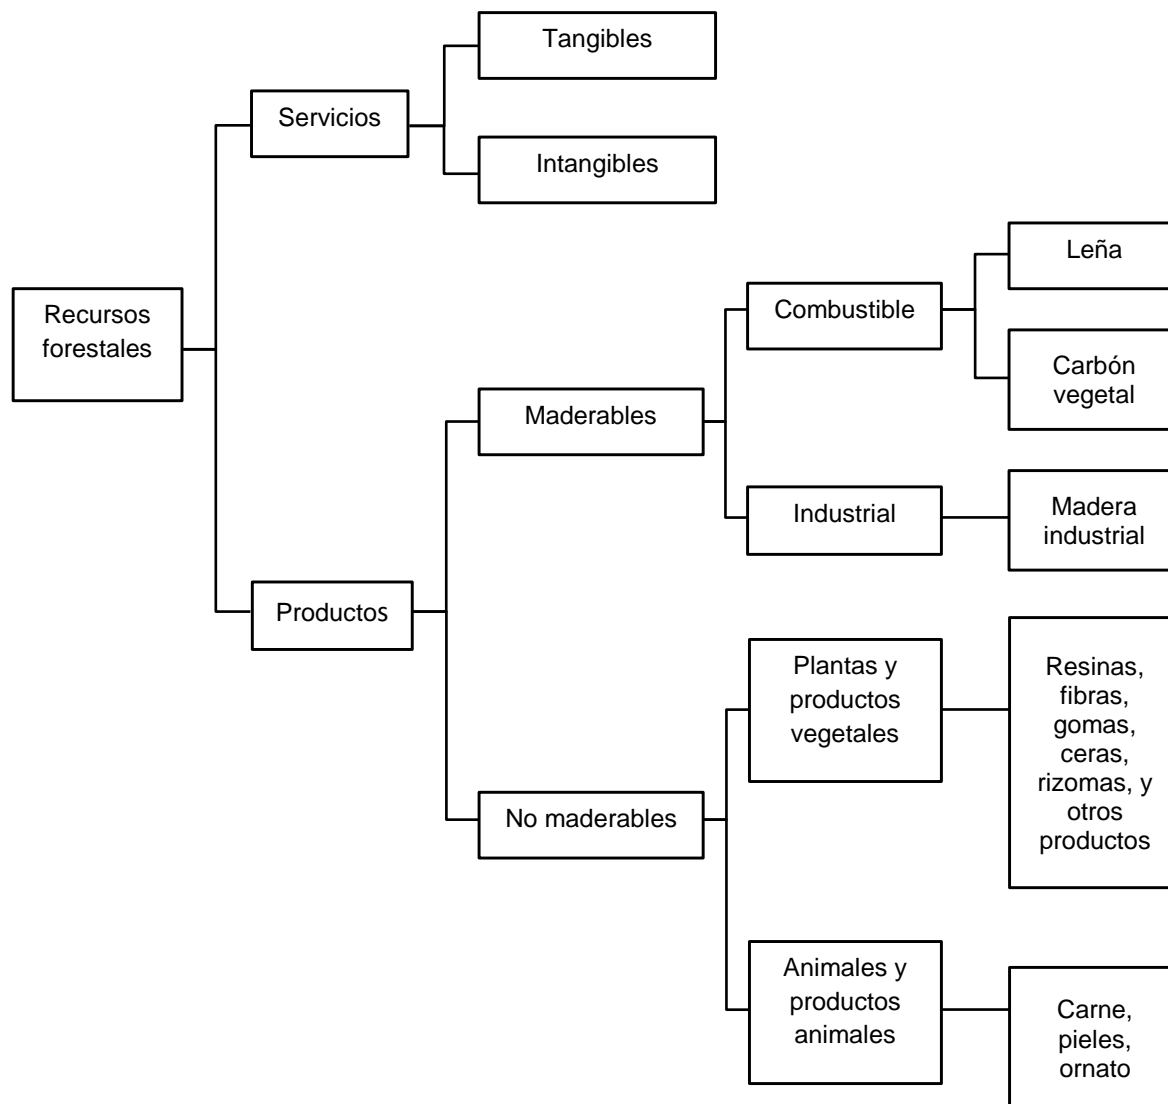 Tangibles
Servicios
Intangibles
Recursos
forestales
Leña
Combustible
Carbón
vegetal
Maderables
Industrial
Madera
industrial
Productos
Plantas y
productos
vegetales
Resinas,
fibras,
gomas,
ceras,
rizomas, y
otros
productos
No maderables
Animales y
productos
animales
Carne,
pieles,
ornato